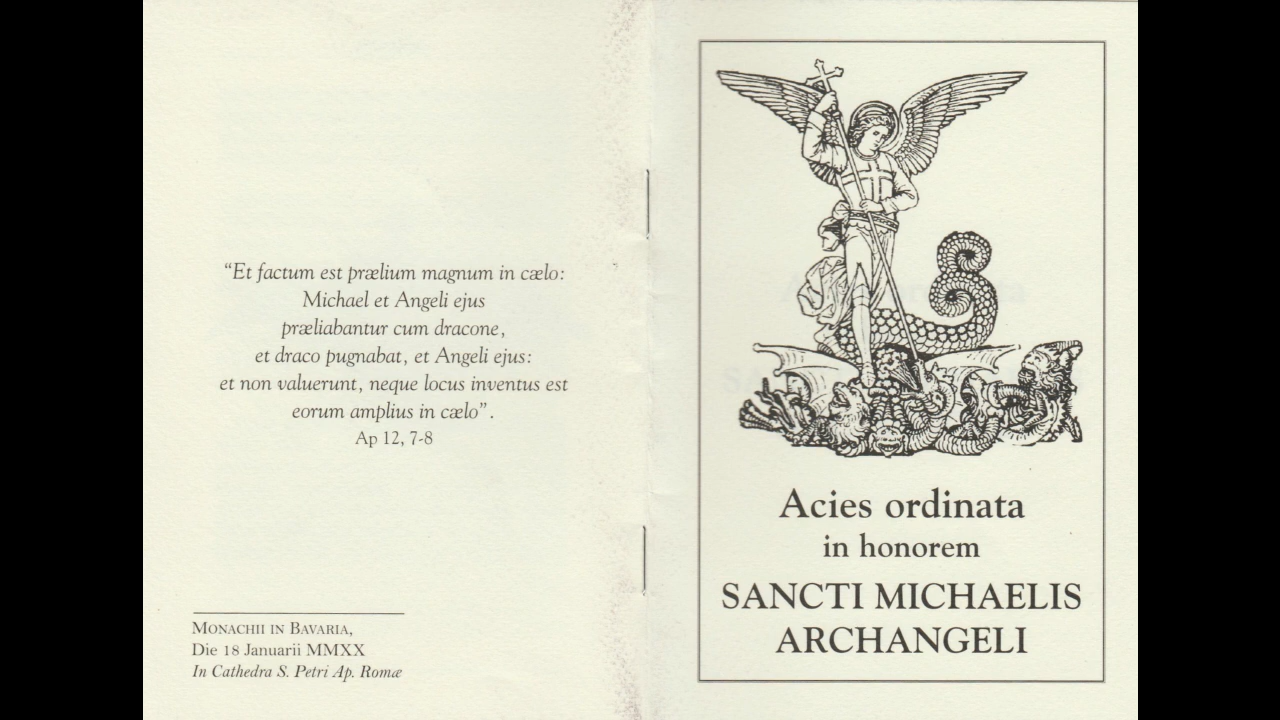 “Et factum est prælium magnum in cælo:
Michael et Angeli ejus
præliabantur cum dracone,
et draco pugnabat, et Angeli ejus:
et non valuerunt, neque locus inventus est
eorum amplius in cælo”.
Ap 12, 7-8
MONACHII IN BAVARIA,
Die 18 Januarii MMXX
In Cathedra S. Petri Ap. Romæ
Acies ordinata
in honorem
SANCTI MICHAELIS
ARCHANGELI